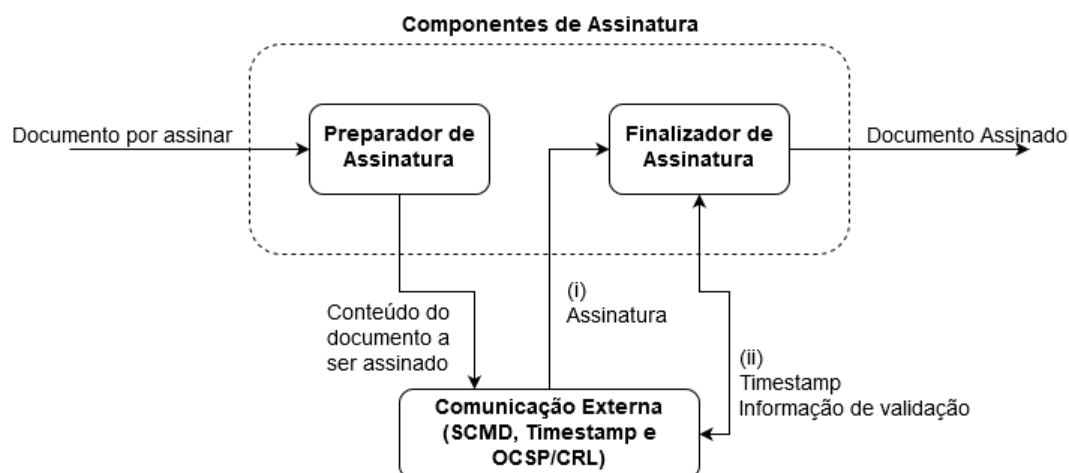 Componentes de Assinatura
Documento por assinar
Preparador de
Assinatura
Finalizador de
Assinatura
Documento Assinado
Conteúdo do
documento a
ser assinado
(i)
Assinatura
(ii)
Timestamp
Informação de validação
Comunicação Externa
(SCMD, Timestamp e
OCSP/CRL)